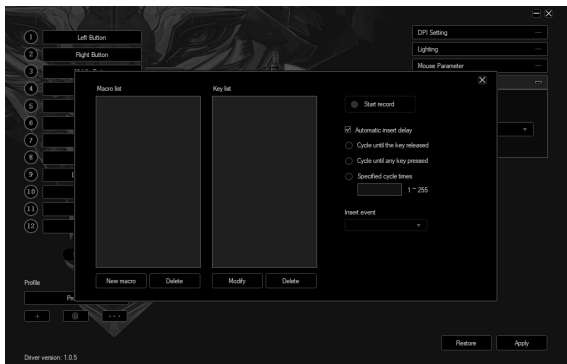 1 Left Button
2 Right Button
3
4
5
6
7
8
9
10
11
12
Profile
+ ...
Driver version: 1.0.5
DPI Setting
Lighting
Mouse Parameter
Macro list
Key list
New macro
Delete
Modify
Delete
Start record
Automatic insert delay
Cycle until the key released
Cycle until any key pressed
Specified cycle times
1 ~ 255
Insert event
Restore
Apply